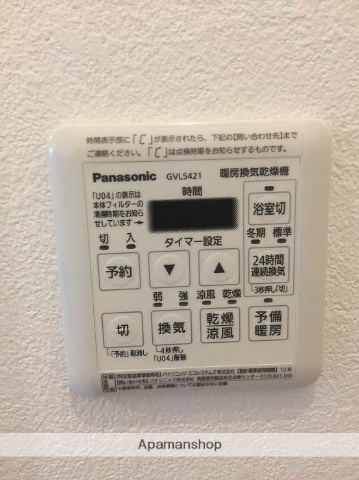 時間表示部に「 」が表示されたら、下記の【問い合わせ先】まで
ご連絡ください。「 」は点検時期をお知らせするものです。
Panasonic GVL5421 暖房換気乾燥機
「U04」の表示は
本体フィルターの
清掃時期をお知ら
せしています
時間
浴室切
切 入
タイマー設定
冬期 標準
予約 ▼ ▲
24時間
連続換気
3秒押し「切」
弱 強 涼風 乾燥
切 換気 乾燥 涼風 予備 暖房
「予約」取消し
4秒押し
「U04」解除
Apamanshop